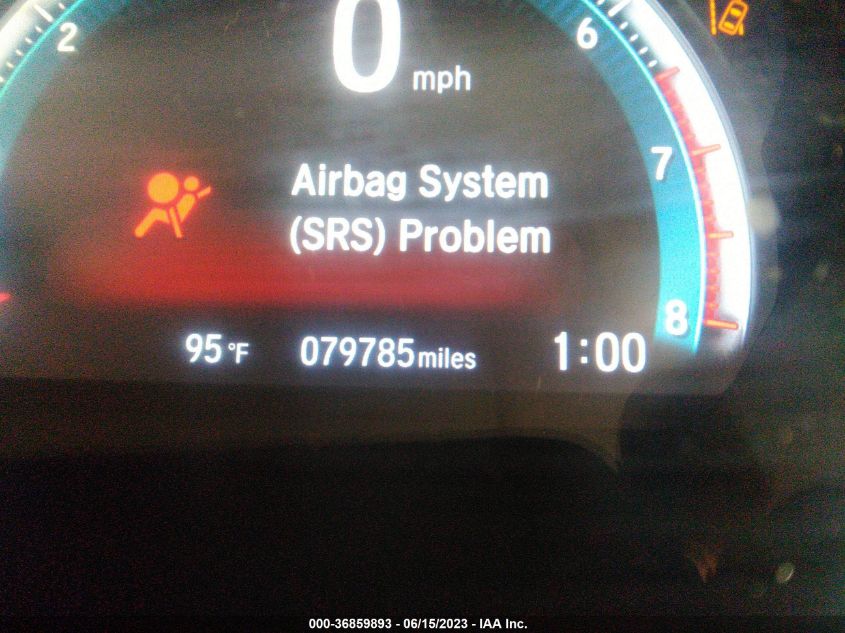 2
0 mph
6
7
8
Airbag System
(SRS) Problem
95 °F 079785 miles 1:00
000-36859893 - 06/15/2023 - IAA Inc.